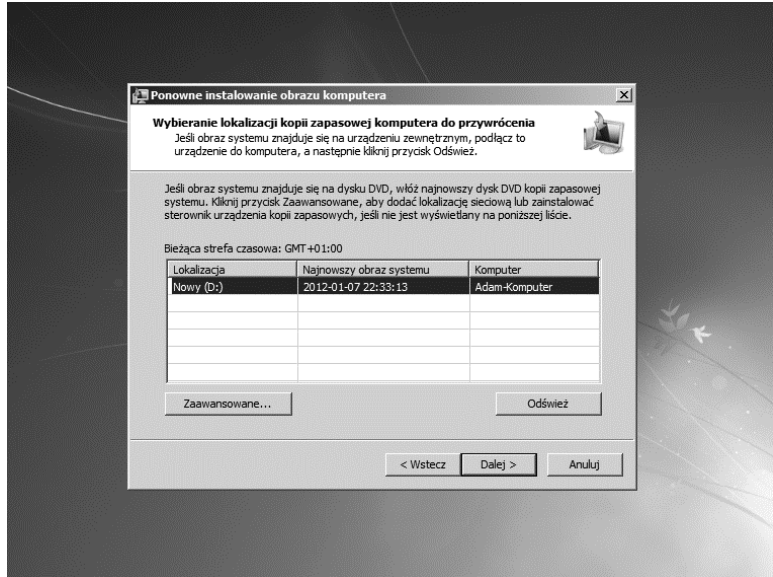 Ponowne instalowanie obrazu komputera
Wybieranie lokalizacji kopii zapasowej komputera do przywrócenia
Jeśli obraz systemu znajduje się na urządzeniu zewnętrznym, podłącz to
urządzenie do komputera, a następnie kliknij przycisk Odśwież.
Jeśli obraz systemu znajduje się na dysku DVD, włóż najnowszy dysk DVD kopii zapasowej
systemu. Kliknij przycisk Zaawansowane, aby dodać lokalizację sieciową lub zainstalować
sterownik urządzenia kopii zapasowych, jeśli nie jest wyświetlany na poniższej liście.
Bieżąca strefa czasowa: GMT+01:00
Lokalizacja Najnowszy obraz systemu Komputer
Nowy (D:) 2012-01-07 22:33:13 Adam-Komputer
Zaawansowane... Odśwież
< Wstecz Dalej > Anuluj